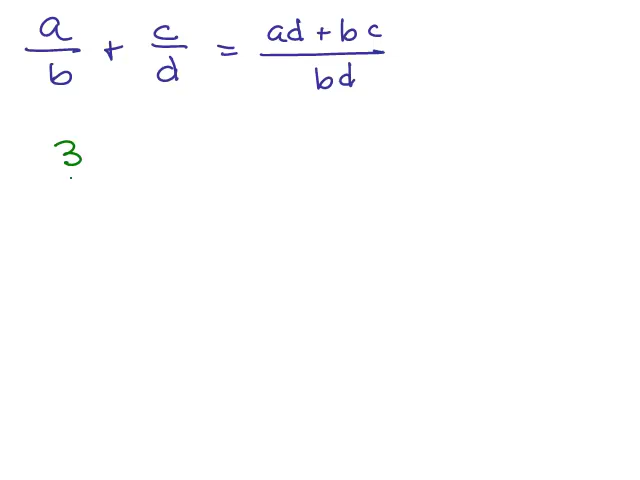 a/b + c/d = (ad + bc)/bd
3